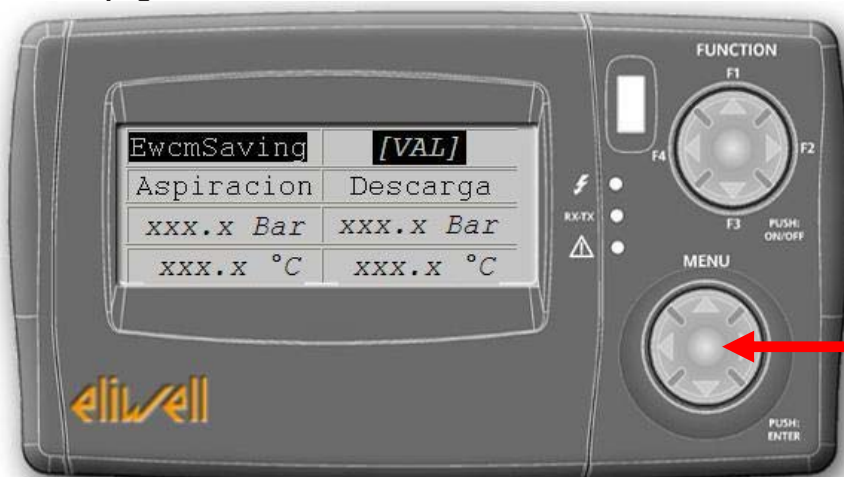 FUNCTION
F1
EwcmSaving [VAL]
F4 F2
Aspiracion Descarga
RX-TX
xxx.x Bar xxx.x Bar
F3 PUSH:
ON/OFF
xxx.x °C xxx.x °C
MENU
eliwell
PUSH:
ENTER